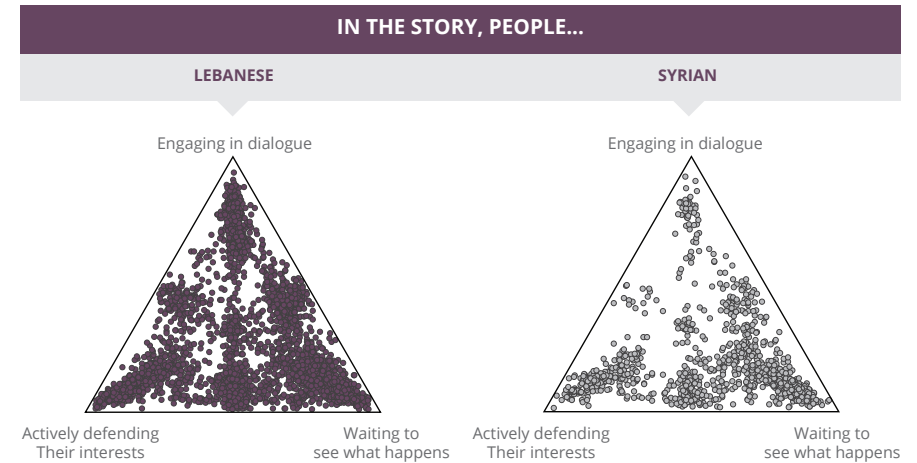 IN THE STORY, PEOPLE...
LEBANESE
SYRIAN
Engaging in dialogue
Engaging in dialogue
Actively defending
Their interests
Waiting to
see what happens
Actively defending
Their interests
Waiting to
see what happens